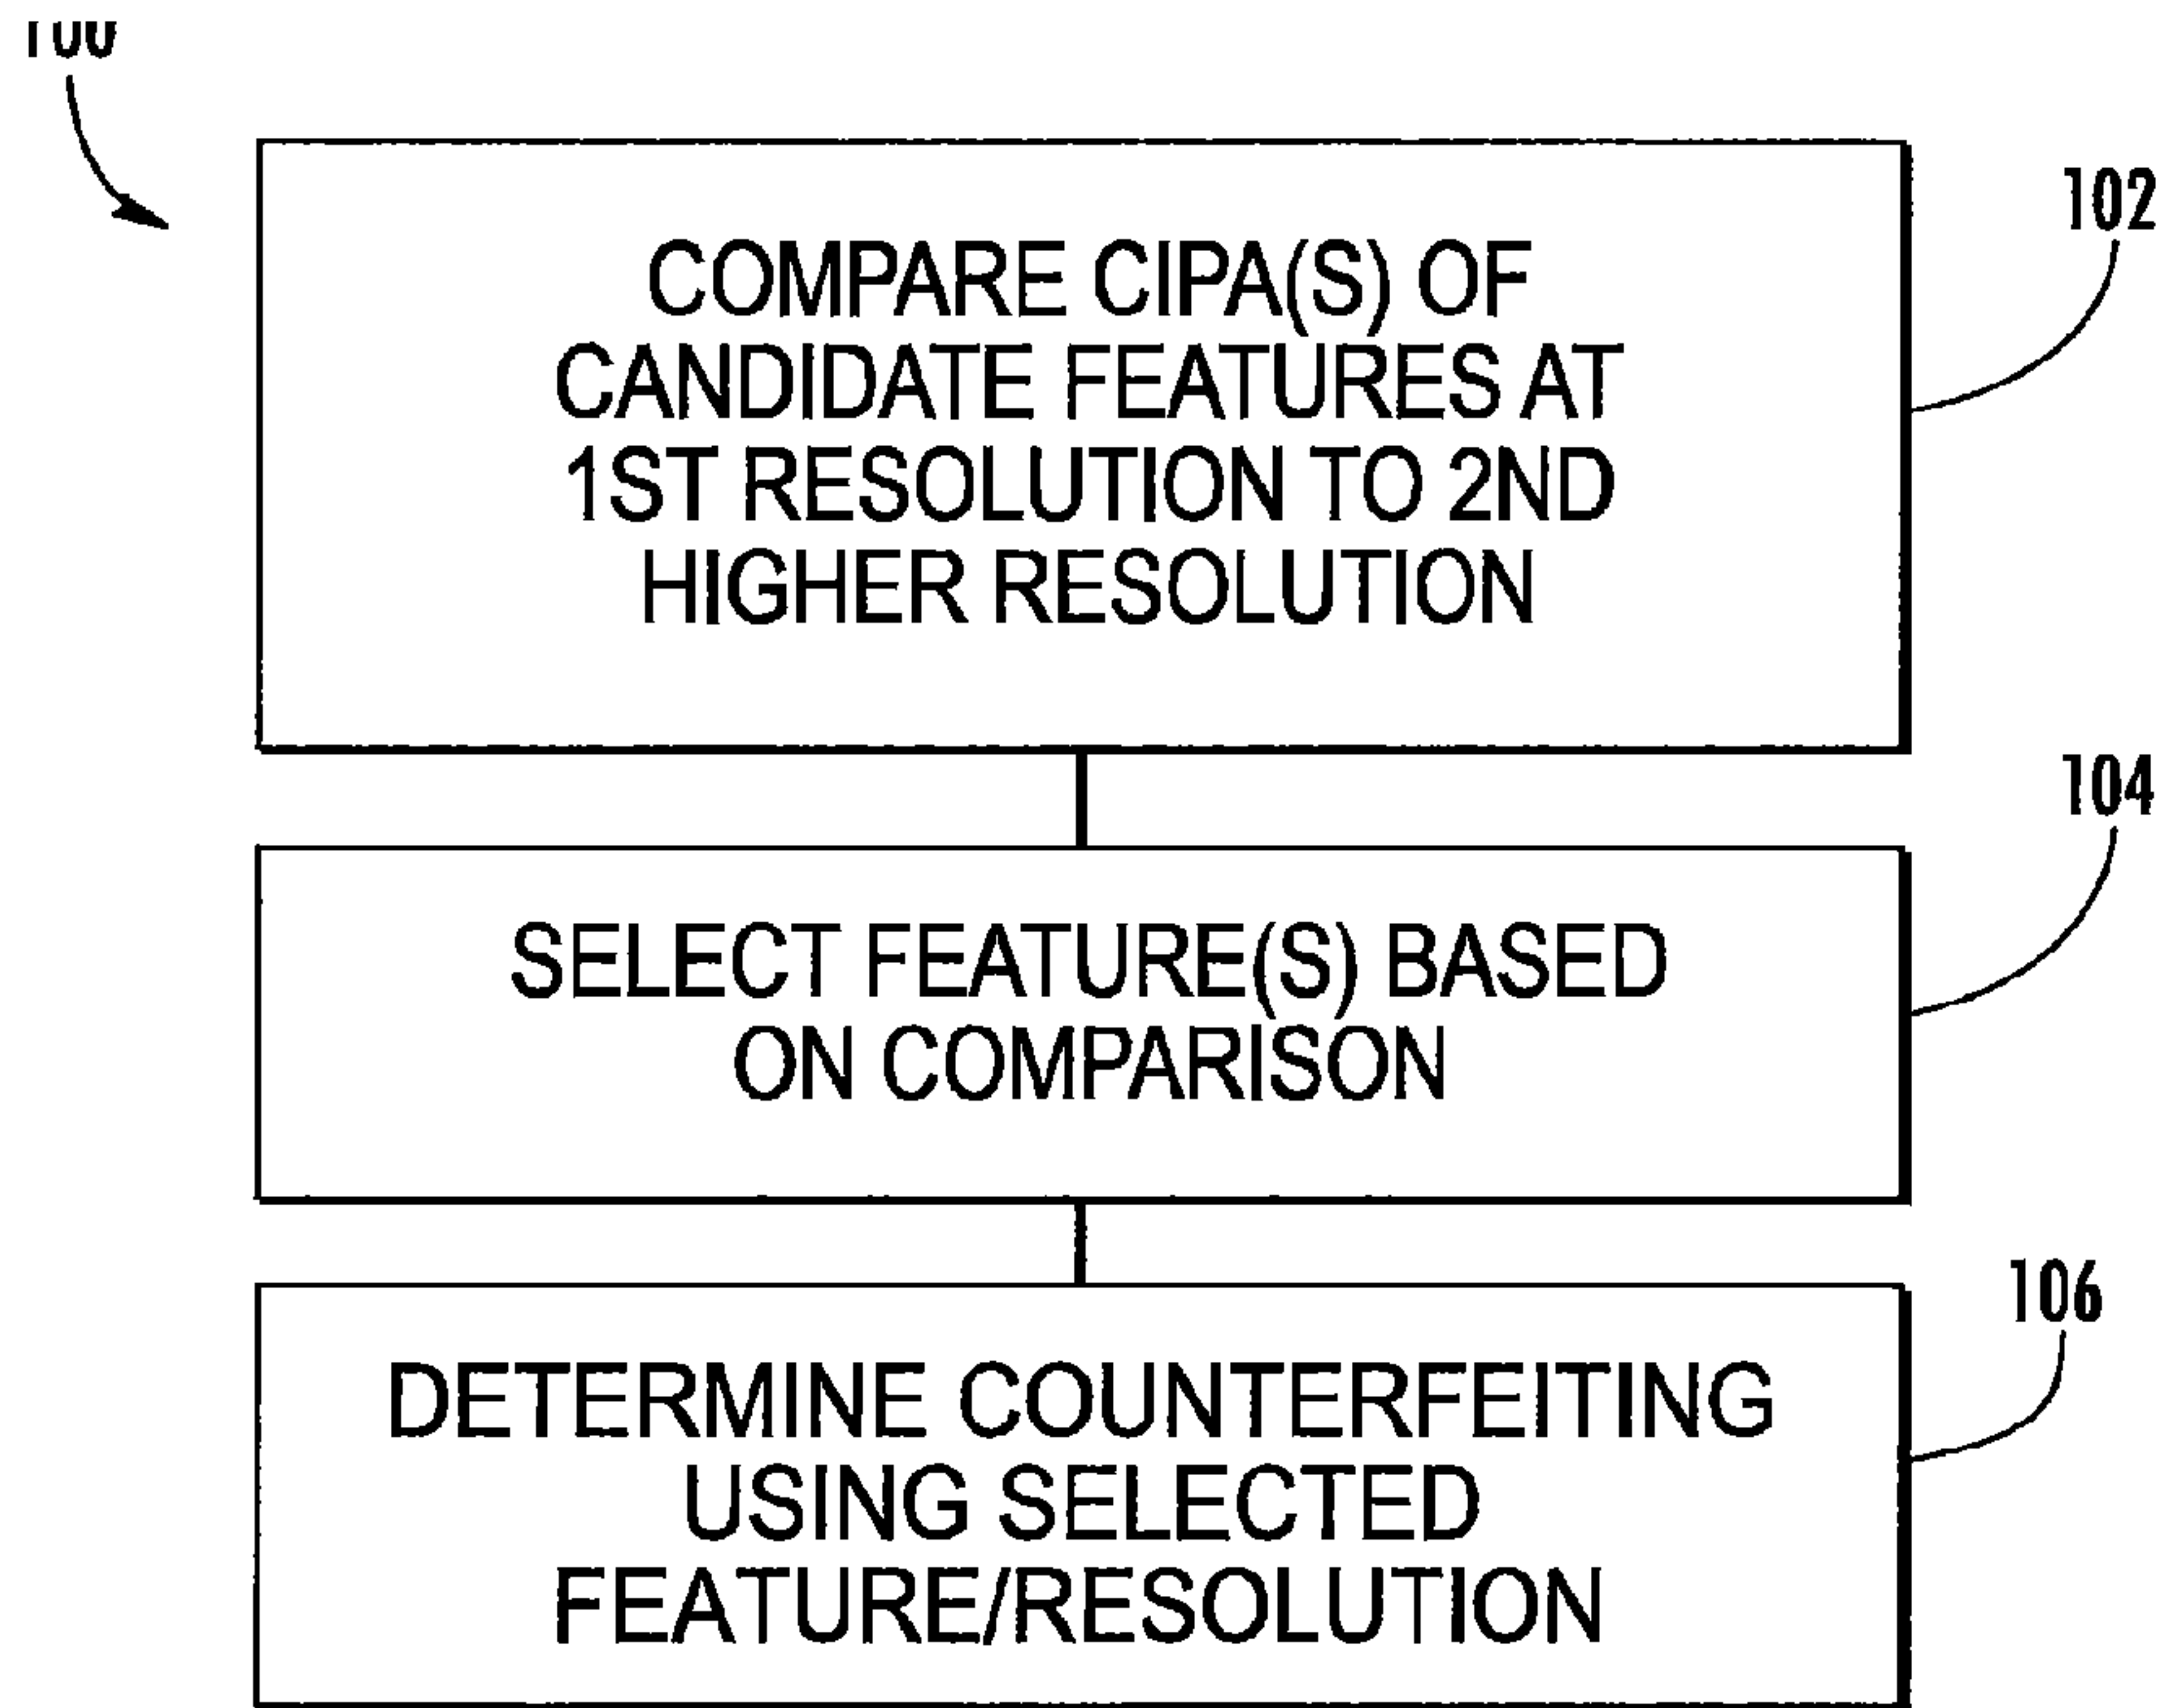 102
COMPARE CIPA(S) OF
CANDIDATE FEATURES AT
1ST RESOLUTION TO 2ND
HIGHER RESOLUTION
104
SELECT FEATURE(S) BASED
ON COMPARISON
106
DETERMINE COUNTERFEITING
USING SELECTED
FEATURE/RESOLUTION